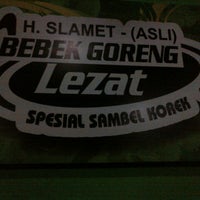 H. SLAMET - (ASLI)
BEBEK GORENG
Lezat
SPESIAL SAMBEL KOREK